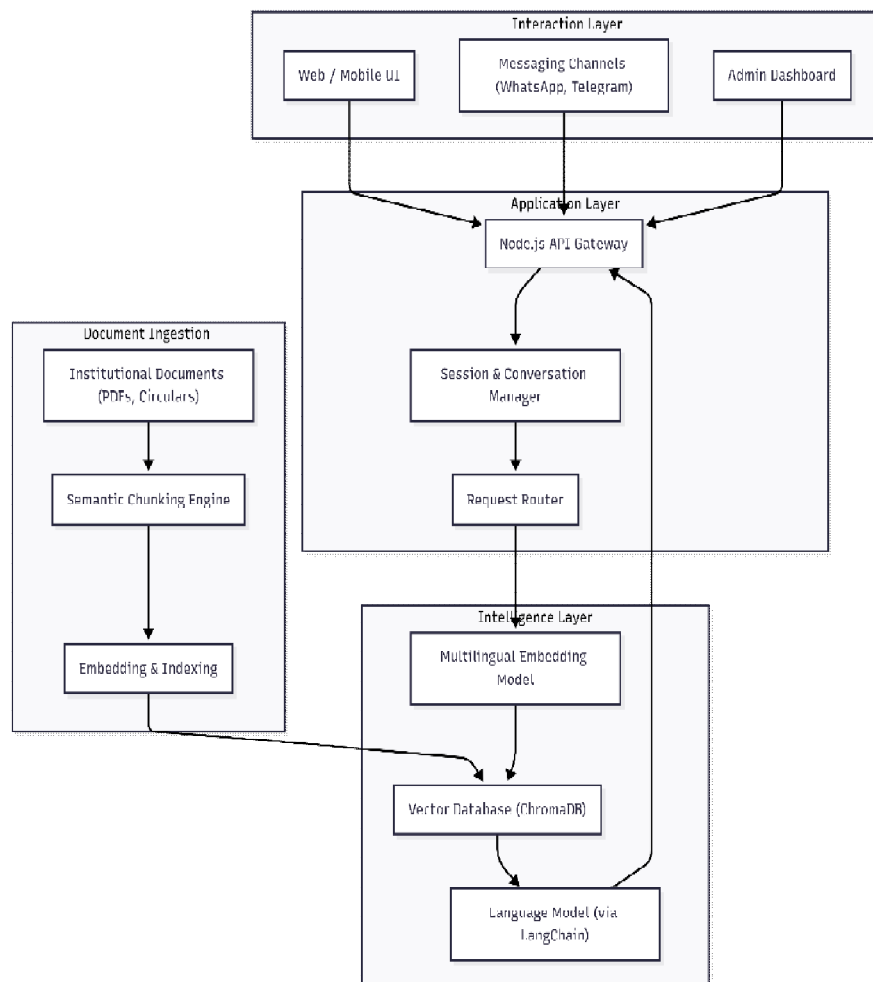 Interaction Layer
Web / Mobile UI
Messaging Channels
(WhatsApp, Telegram)
Admin Dashboard
Application Layer
Node.js API Gateway
Session & Conversation
Manager
Request Router
Document Ingestion
Institutional Documents
(PDFs, Circulars)
Semantic Chunking Engine
Embedding & Indexing
Intelligence Layer
Multilingual Embedding
Model
Vector Database (ChromaDB)
Language Model (via
LangChain)